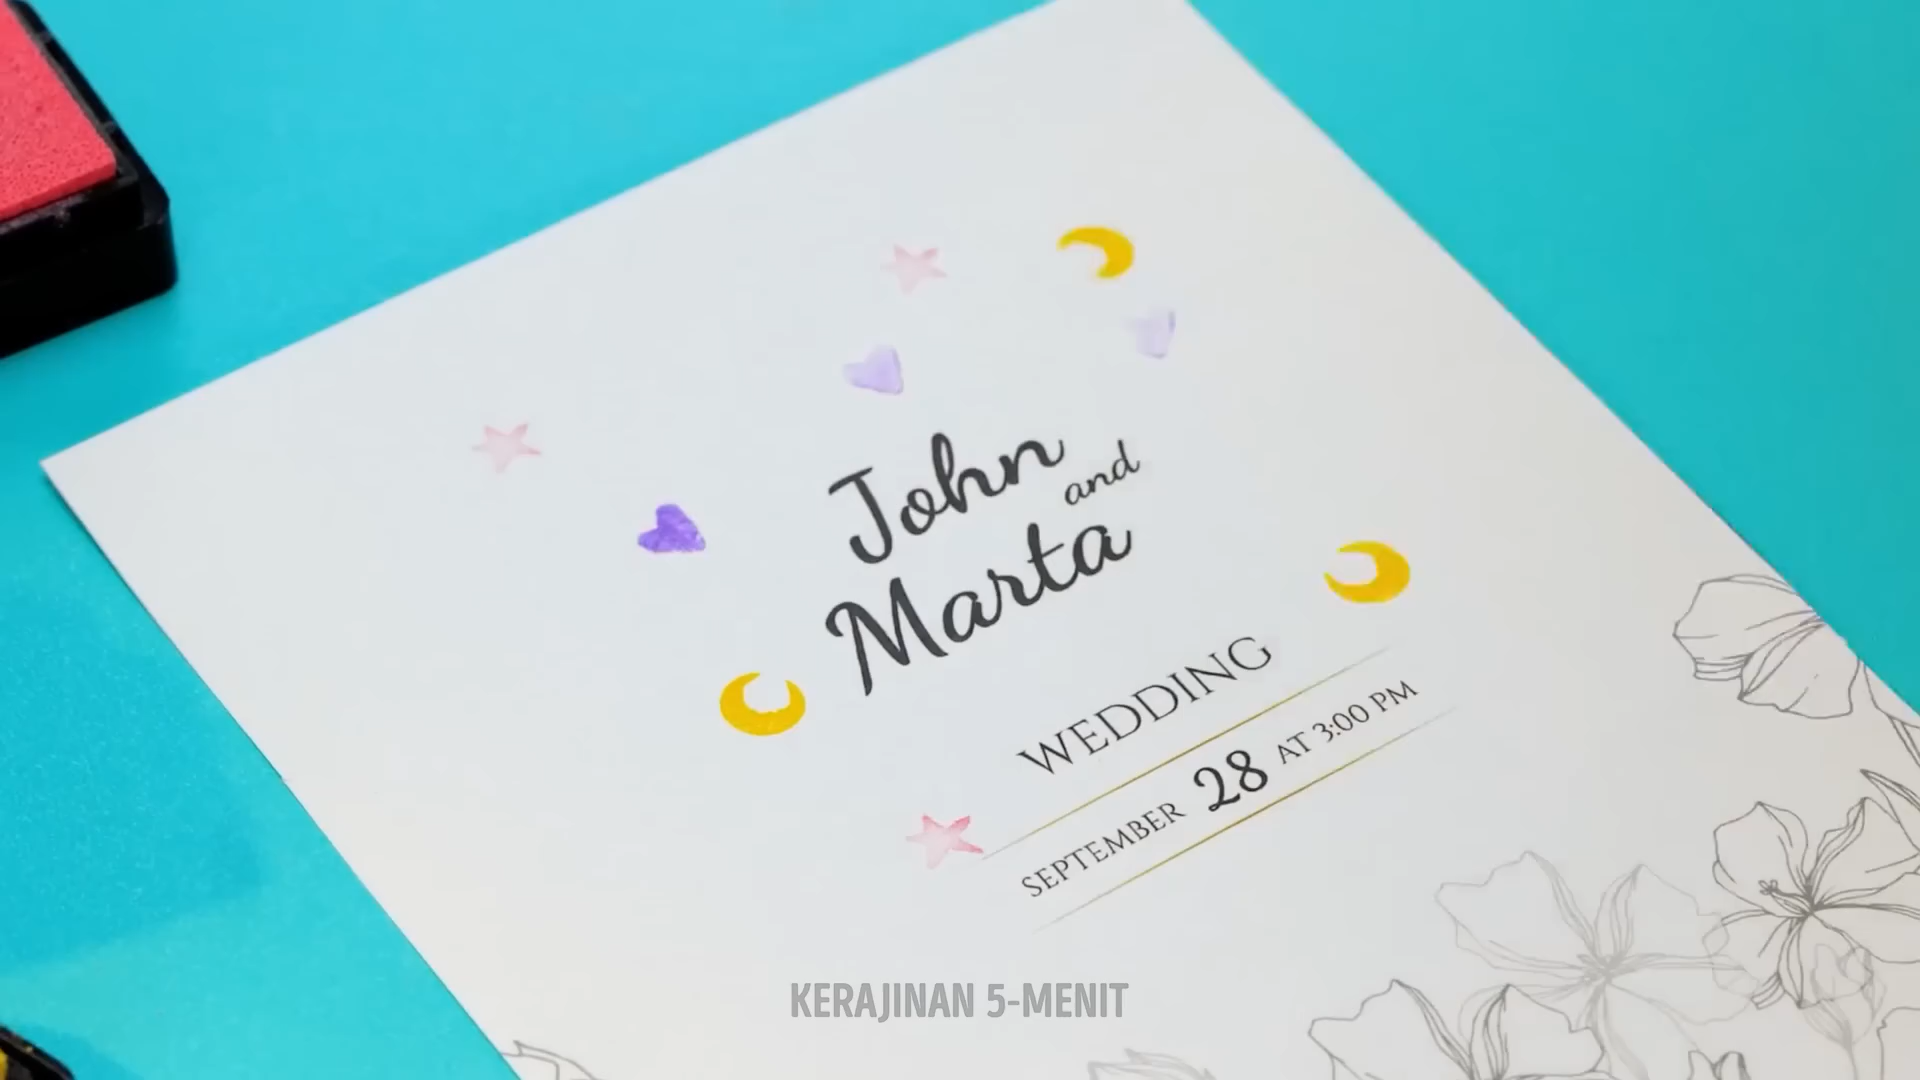 John
and
Marta
WEDDING
SEPTEMBER 28 AT 3:00 PM
KERAJINAN 5-MENIT